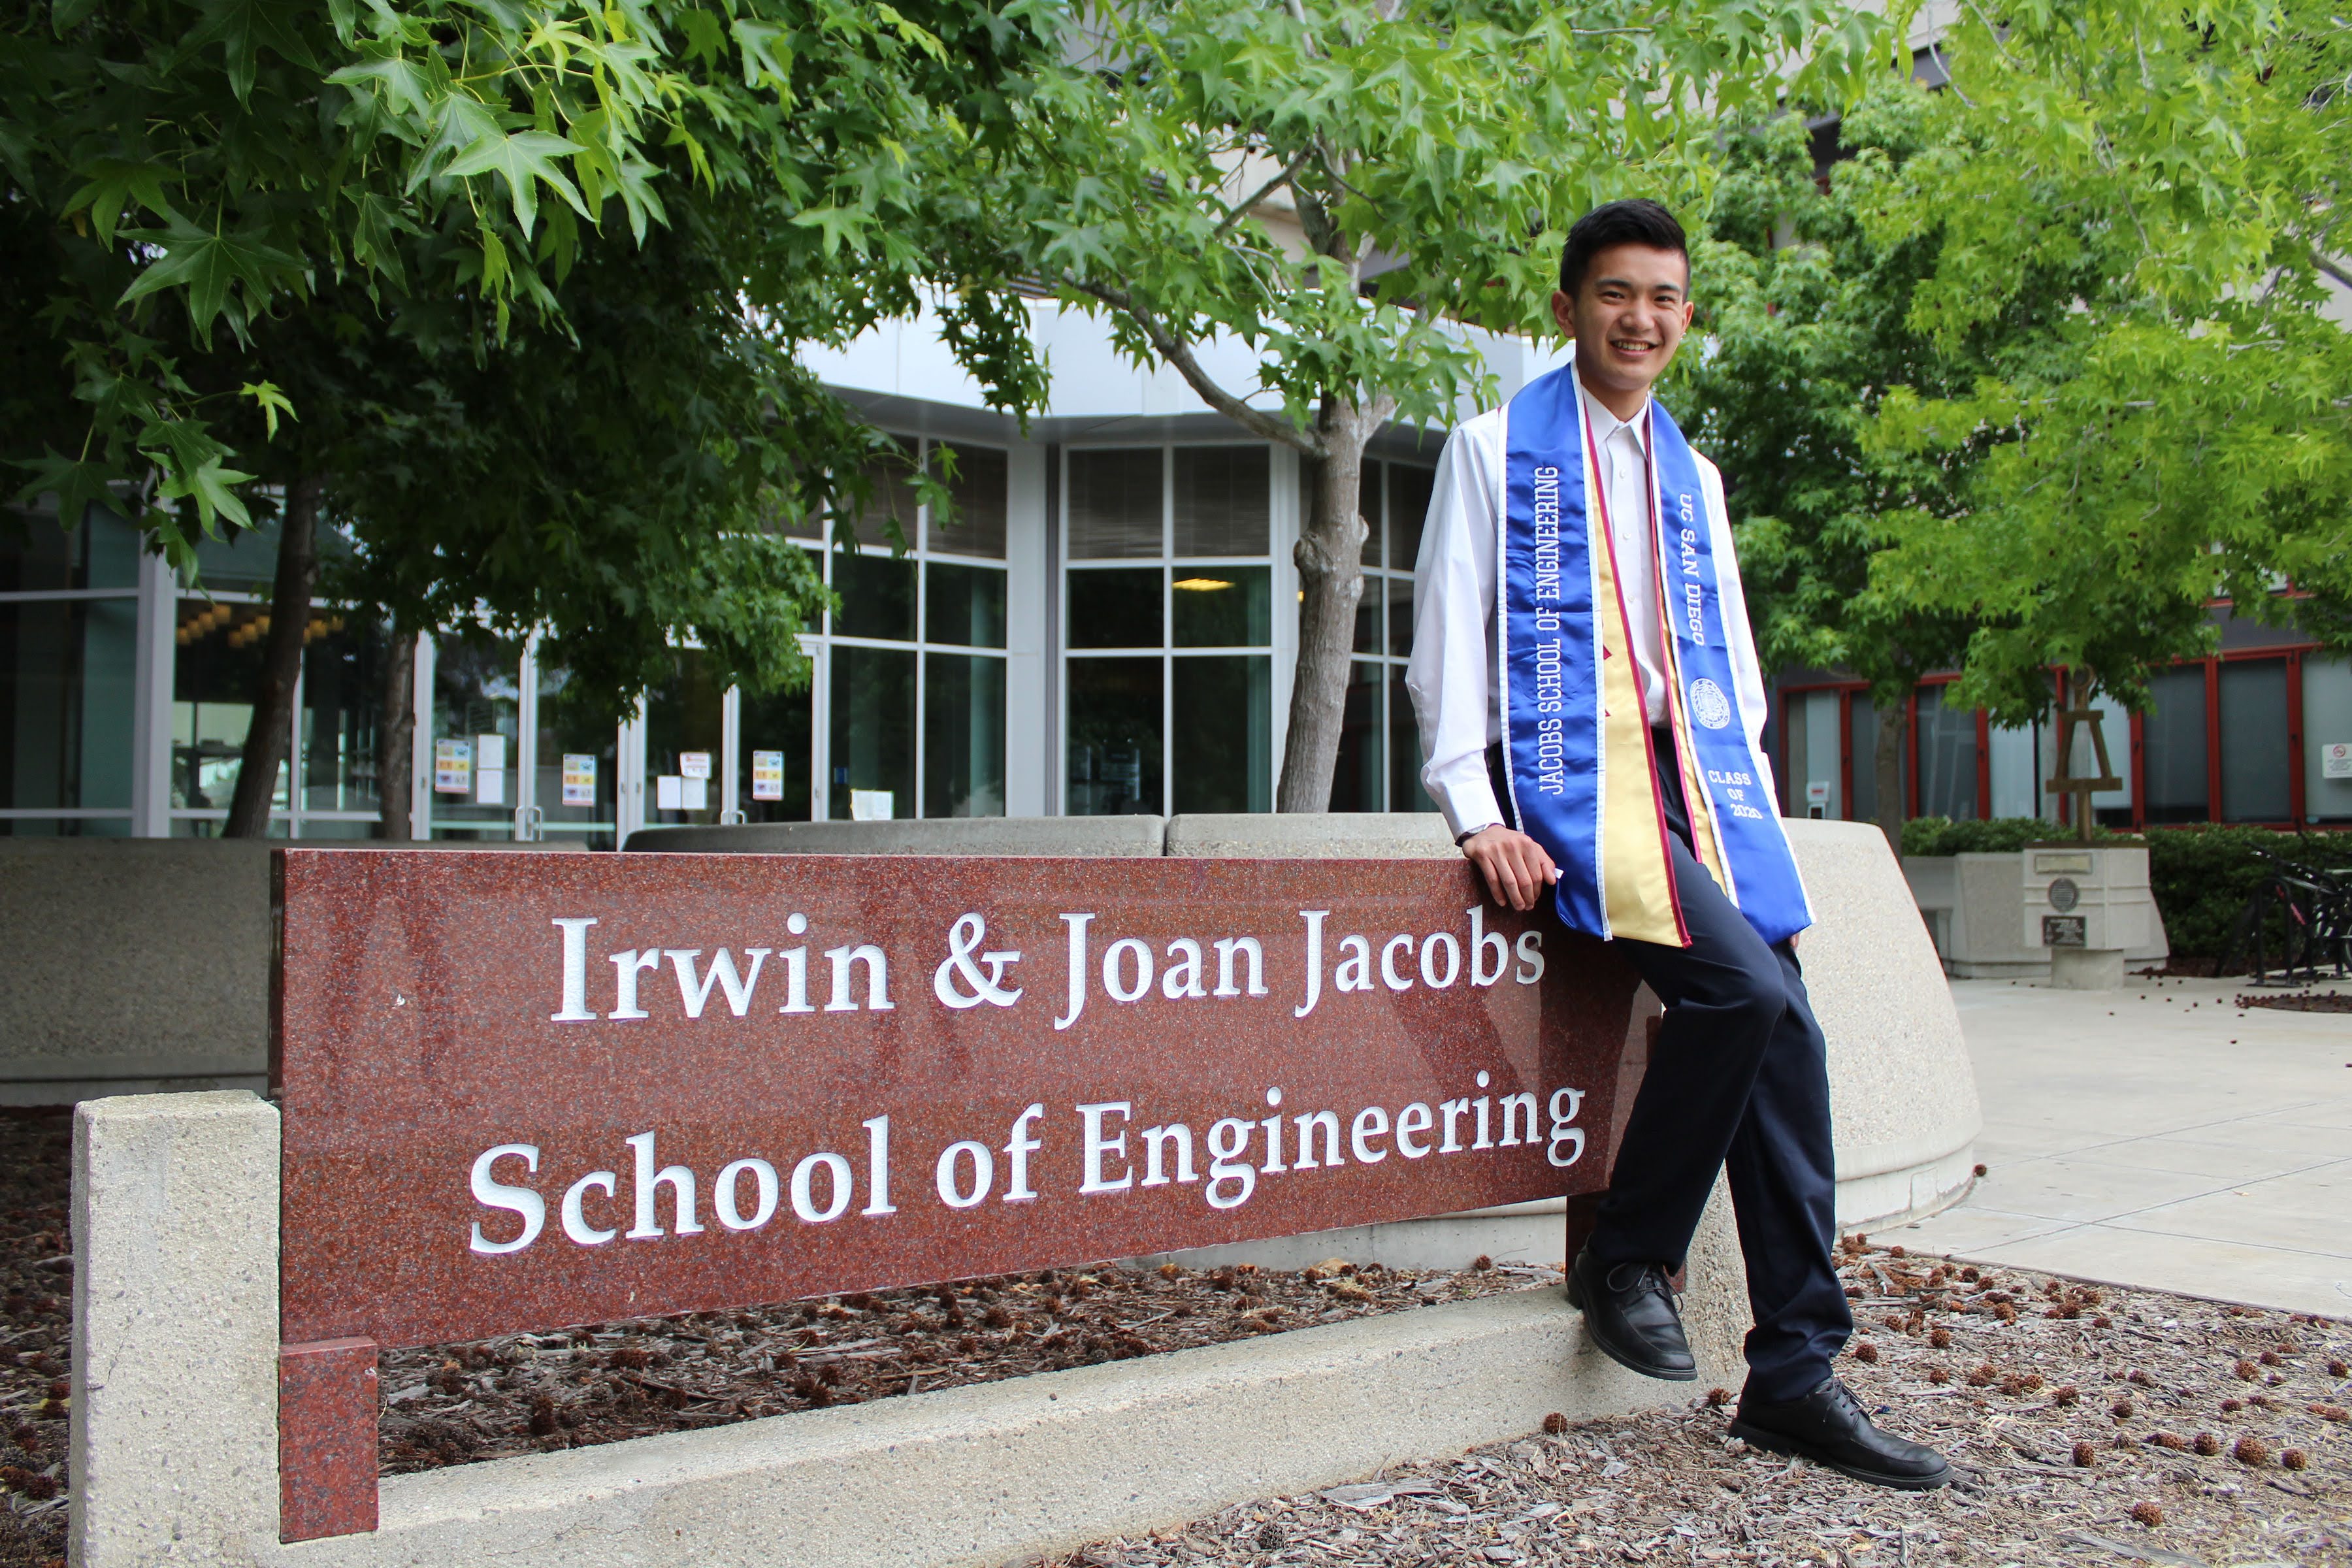 Irwin & Joan Jacobs
School of Engineering
JACOBS SCHOOL OF ENGINEERING
UC SAN DIEGO
CLASS
OF
2020